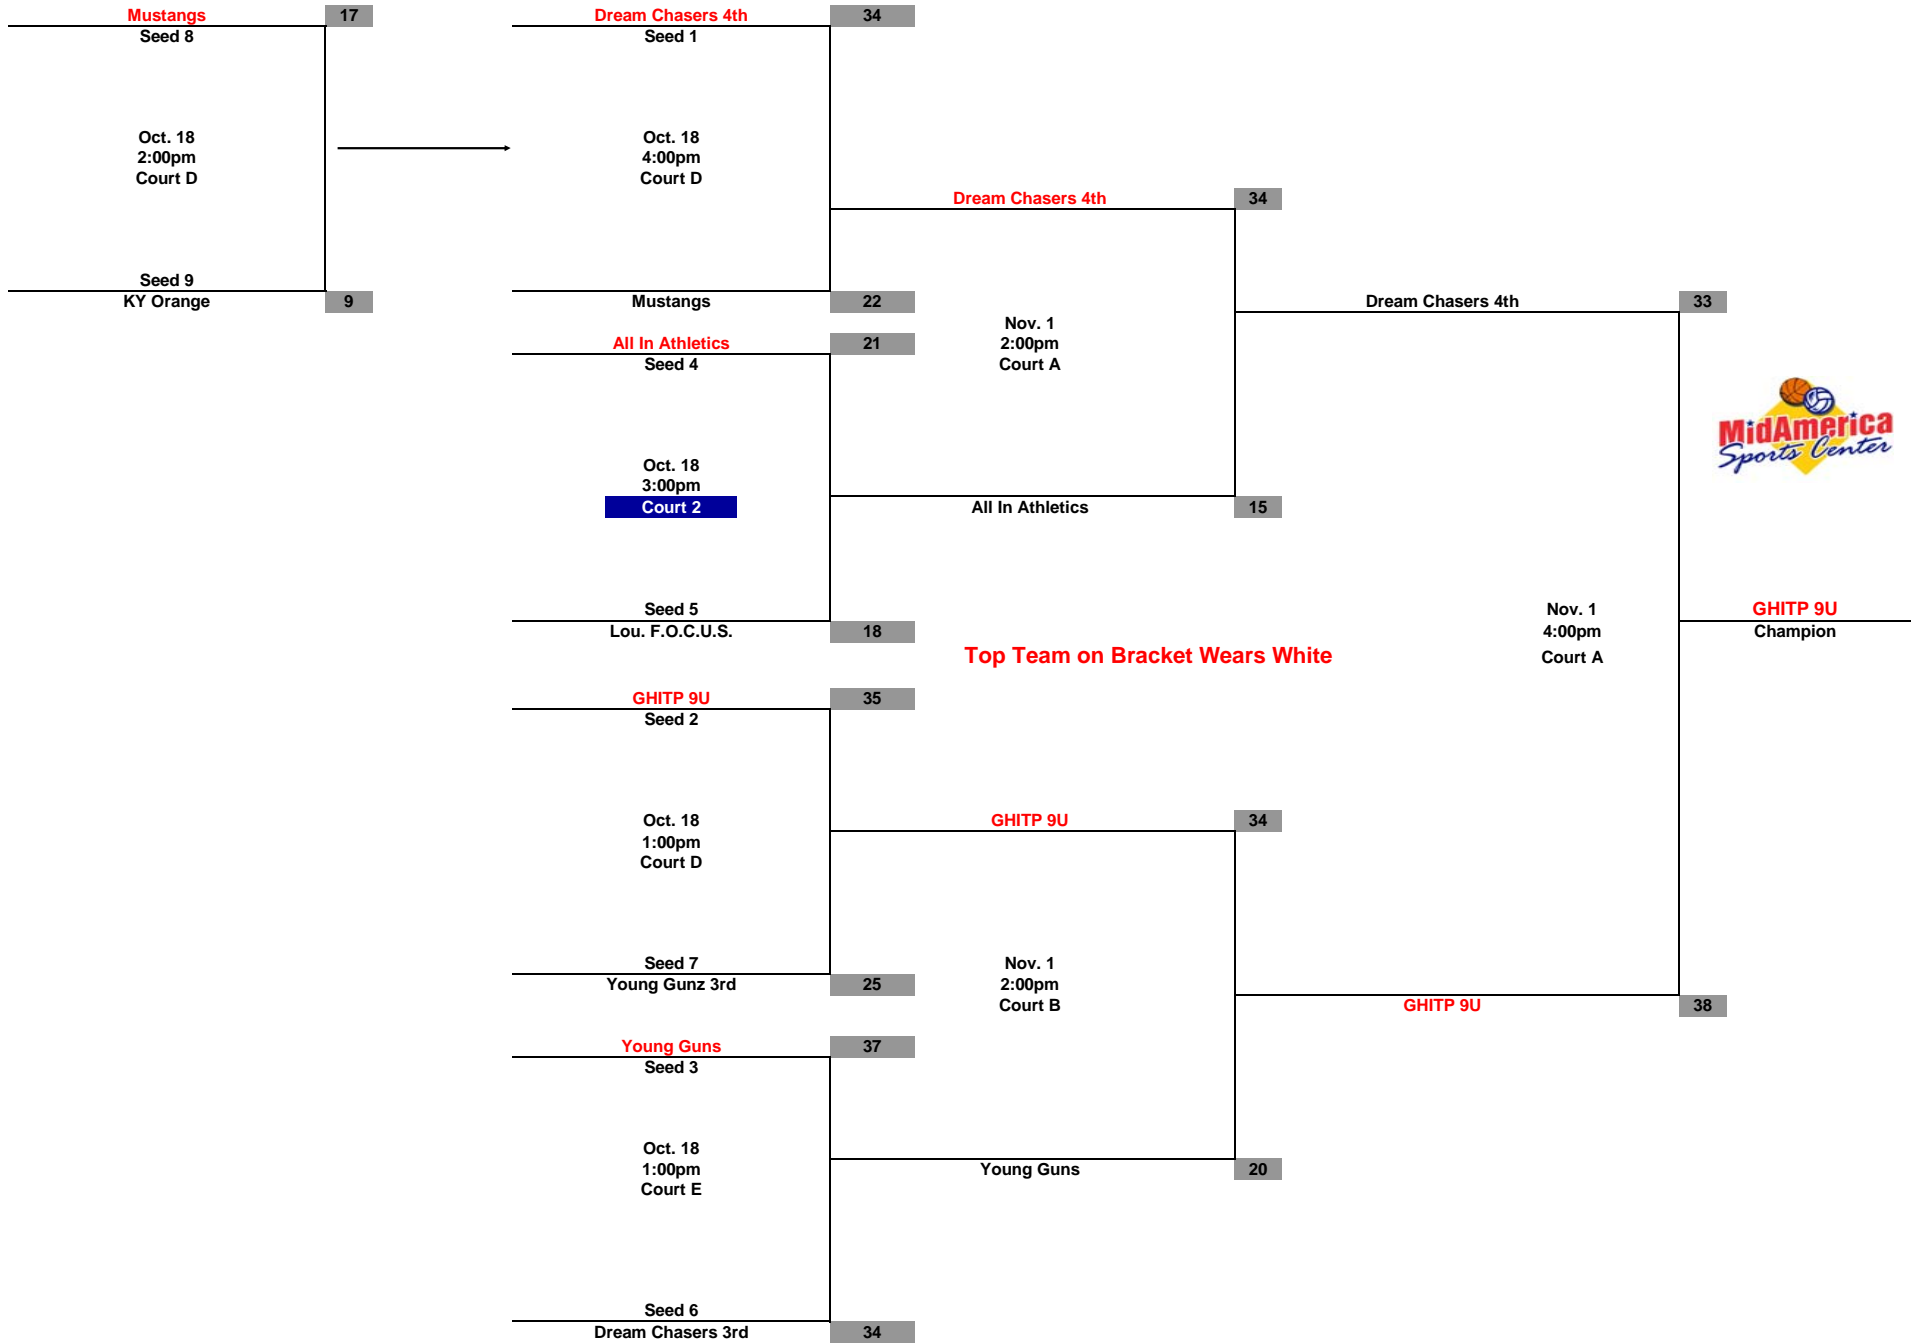 Mustangs 17
Seed 8
Oct. 18
2:00pm
Court D
Seed 9
KY Orange 9
Dream Chasers 4th 34
Seed 1
Oct. 18
4:00pm
Court D
Mustangs 22
All In Athletics 21
Seed 4
Oct. 18
3:00pm
Court 2
Seed 5
Lou. F.O.C.U.S. 18
GHITP 9U 35
Seed 2
Oct. 18
1:00pm
Court D
Seed 7
Young Gunz 3rd 25
Young Guns 37
Seed 3
Oct. 18
1:00pm
Court E
Seed 6
Dream Chasers 3rd 34
Dream Chasers 4th 34
Nov. 1
2:00pm
Court A
All In Athletics 15
Top Team on Bracket Wears White
GHITP 9U 34
Nov. 1
2:00pm
Court B
Young Guns 20
Dream Chasers 4th 33
Nov. 1
4:00pm
Court A
GHITP 9U 38
MidAmerica
Sports Center
GHITP 9U
Champion